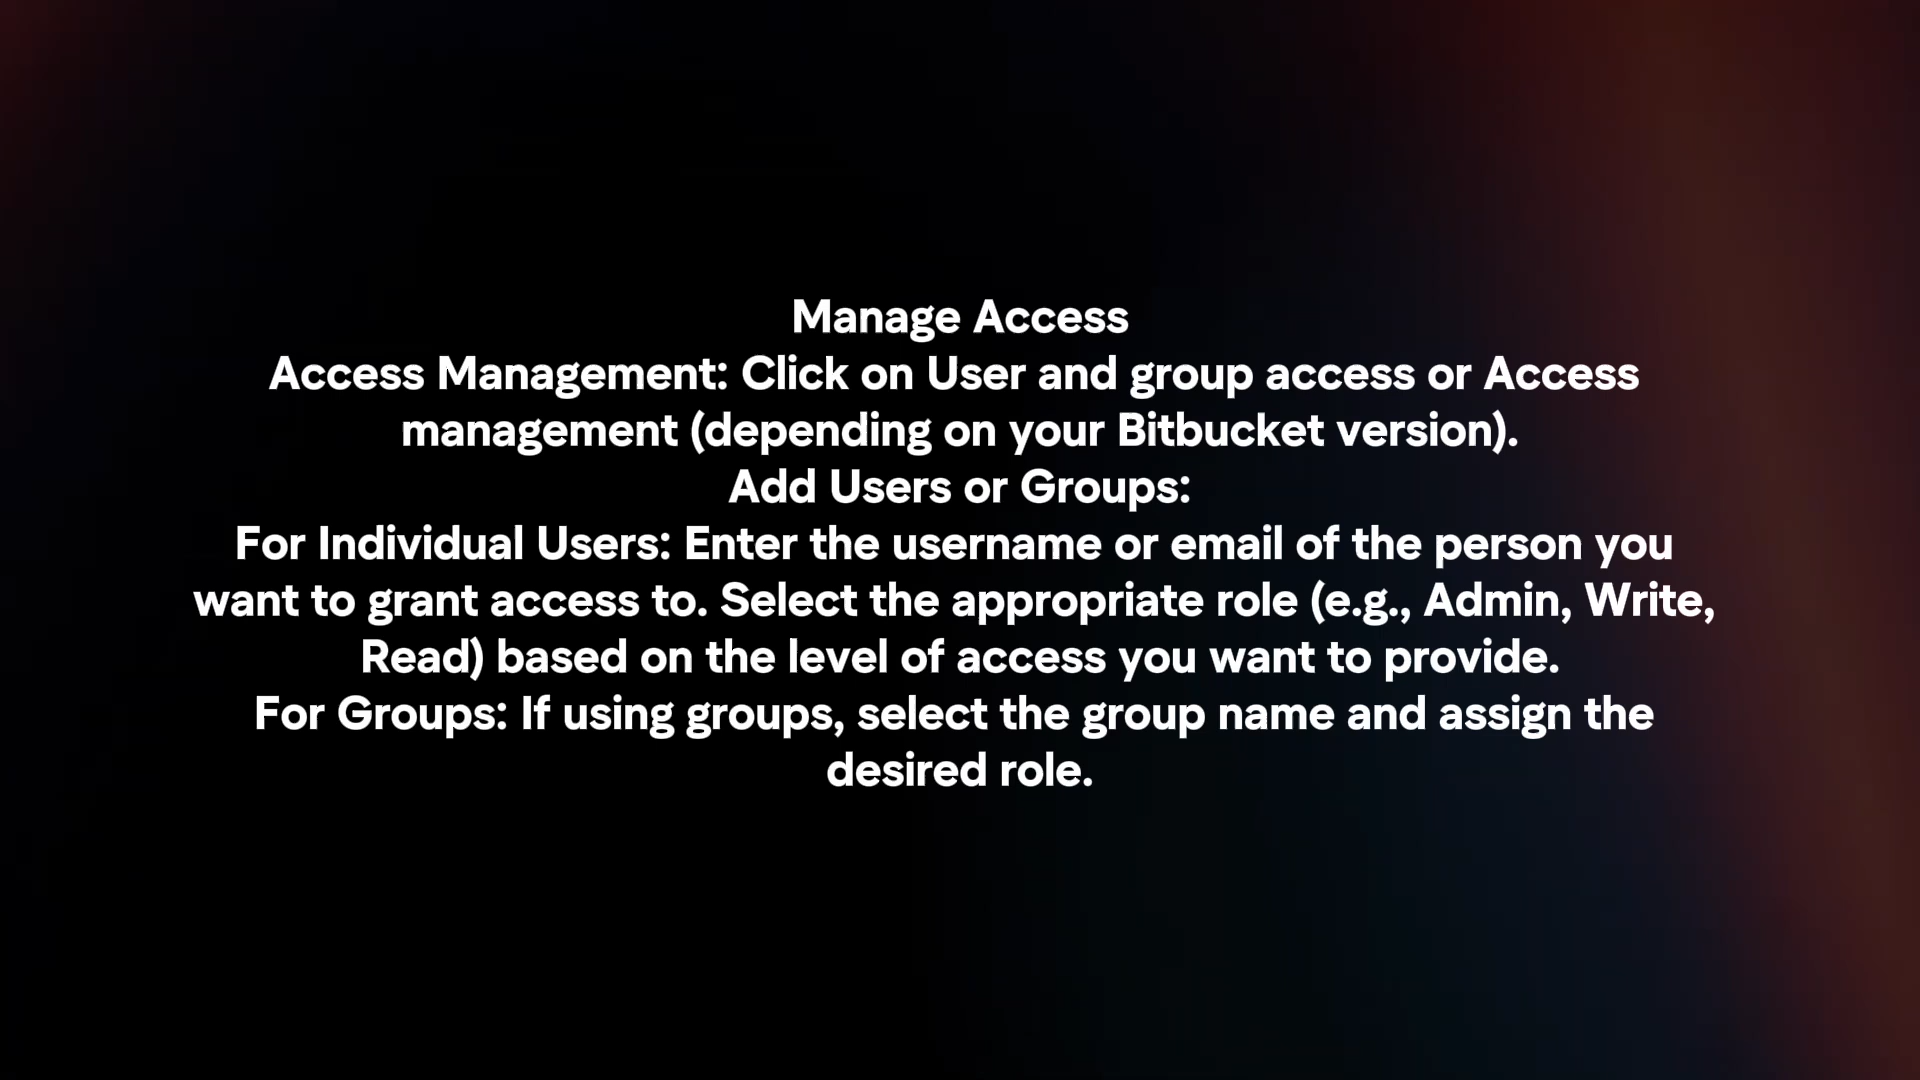 Manage Access
Access Management: Click on User and group access or Access
management (depending on your Bitbucket version).
Add Users or Groups:
For Individual Users: Enter the username or email of the person you
want to grant access to. Select the appropriate role (e.g., Admin, Write,
Read) based on the level of access you want to provide.
For Groups: If using groups, select the group name and assign the
desired role.